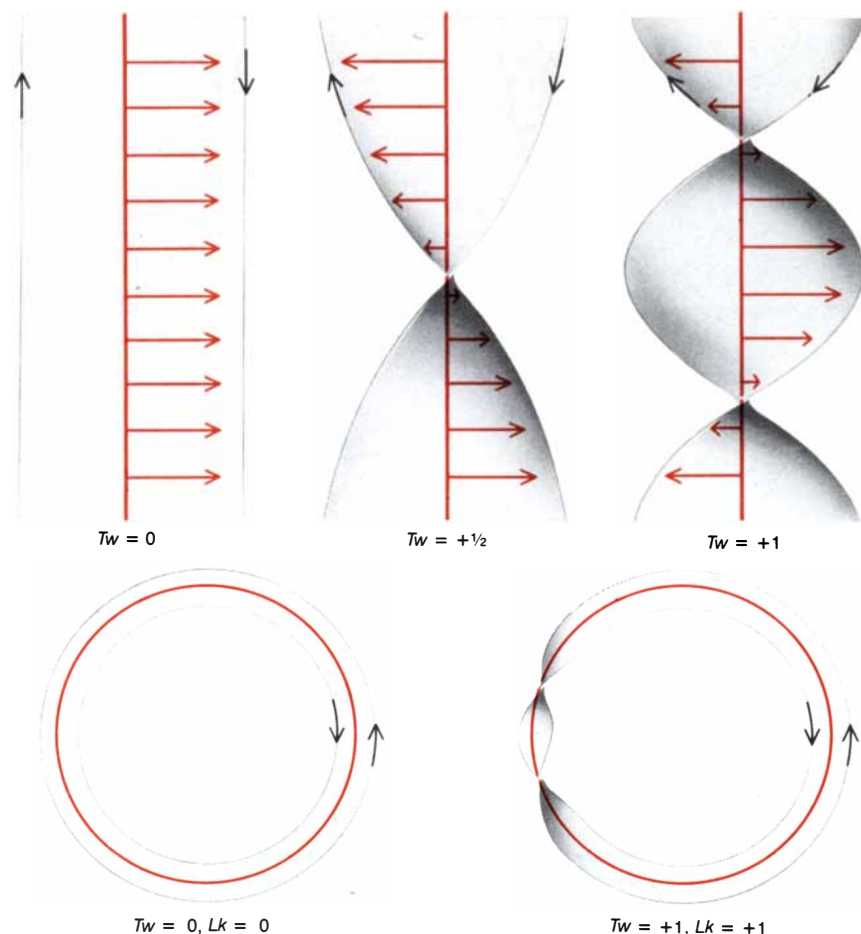 Tw = 0
Tw = +½
Tw = +1
Tw = 0, Lk = 0
Tw = +1, Lk = +1